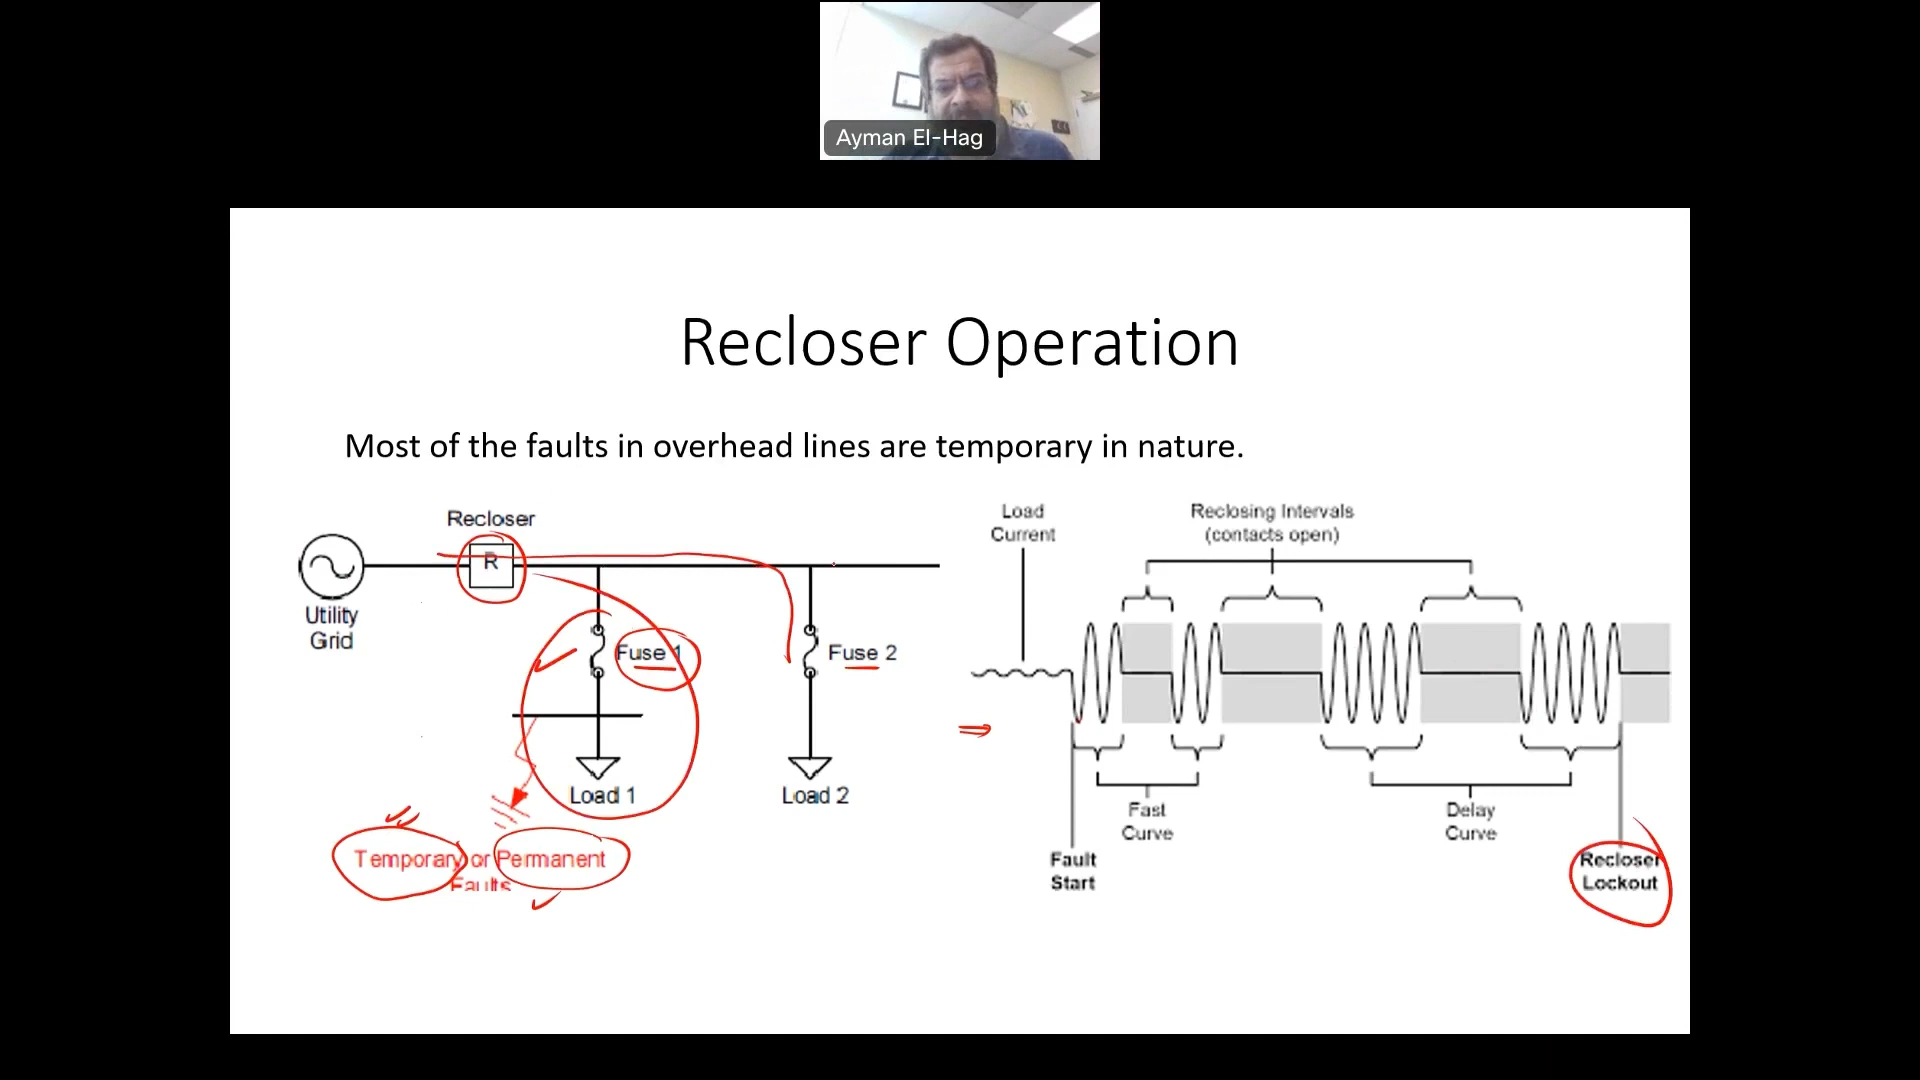 Ayman El-Hag
Recloser Operation
Most of the faults in overhead lines are temporary in nature.
Recloser
R
Utility
Grid
Fuse 1
Fuse 2
Load 1
Load 2
Temporary or Permanent
Faults
Load
Current
Reclosing Intervals
(contacts open)
Fast
Curve
Delay
Curve
Fault
Start
Recloser
Lockout